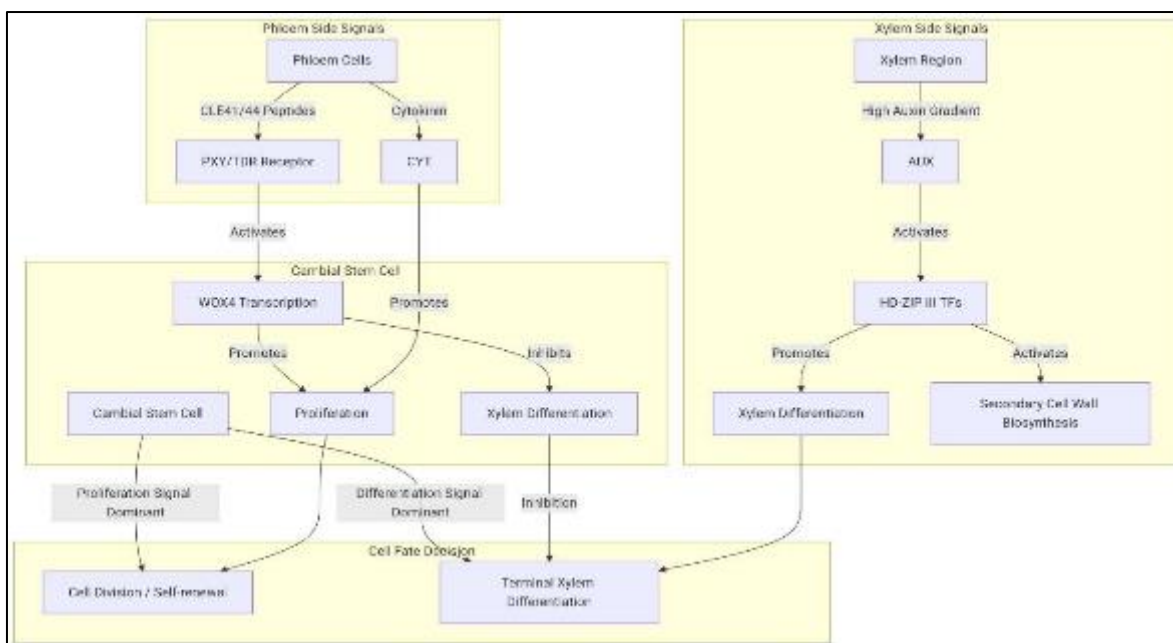 Phloem Side Signals
Phloem Cells
CLE41/44 Peptides
Cytokinin
PXY/TDR Receptor
CYT
Activates
Promotes
Cambial Stem Cell
WOX4 Transcription
Promotes
Inhibits
Cambial Stem Cell
Proliferation
Xylem Differentiation
Proliferation Signal
Dominant
Differentiation Signal
Dominant
Inhibition
Xylem Side Signals
Xylem Region
High Auxin Gradient
AUX
Activates
HD-ZIP III TFs
Promotes
Activates
Xylem Differentiation
Secondary Cell Wall
Biosynthesis
Cell Fate Decision
Cell Division / Self-renewal
Terminal Xylem
Differentiation